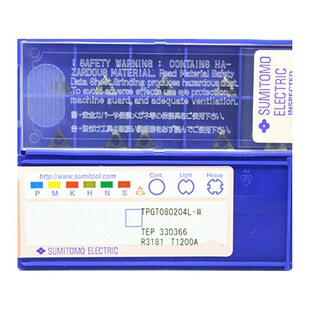 ! SAFETY WARNING : CONTAINS HA-
ZARDOUS MATERIAL. Read Material Safety
Data Sheet. Grinding produces hazardous dust.
To avoid adverse effects use eye protection,
machine guard, and adequate ventilation.
SUMITOMO
ELECTRIC
INSPECTED
http://www.sumitool.com
P M K H N S
Cont. Light Heavy
TPGT080204L-W
TEP 330366
R3181 T1200A
SUMITOMO ELECTRIC